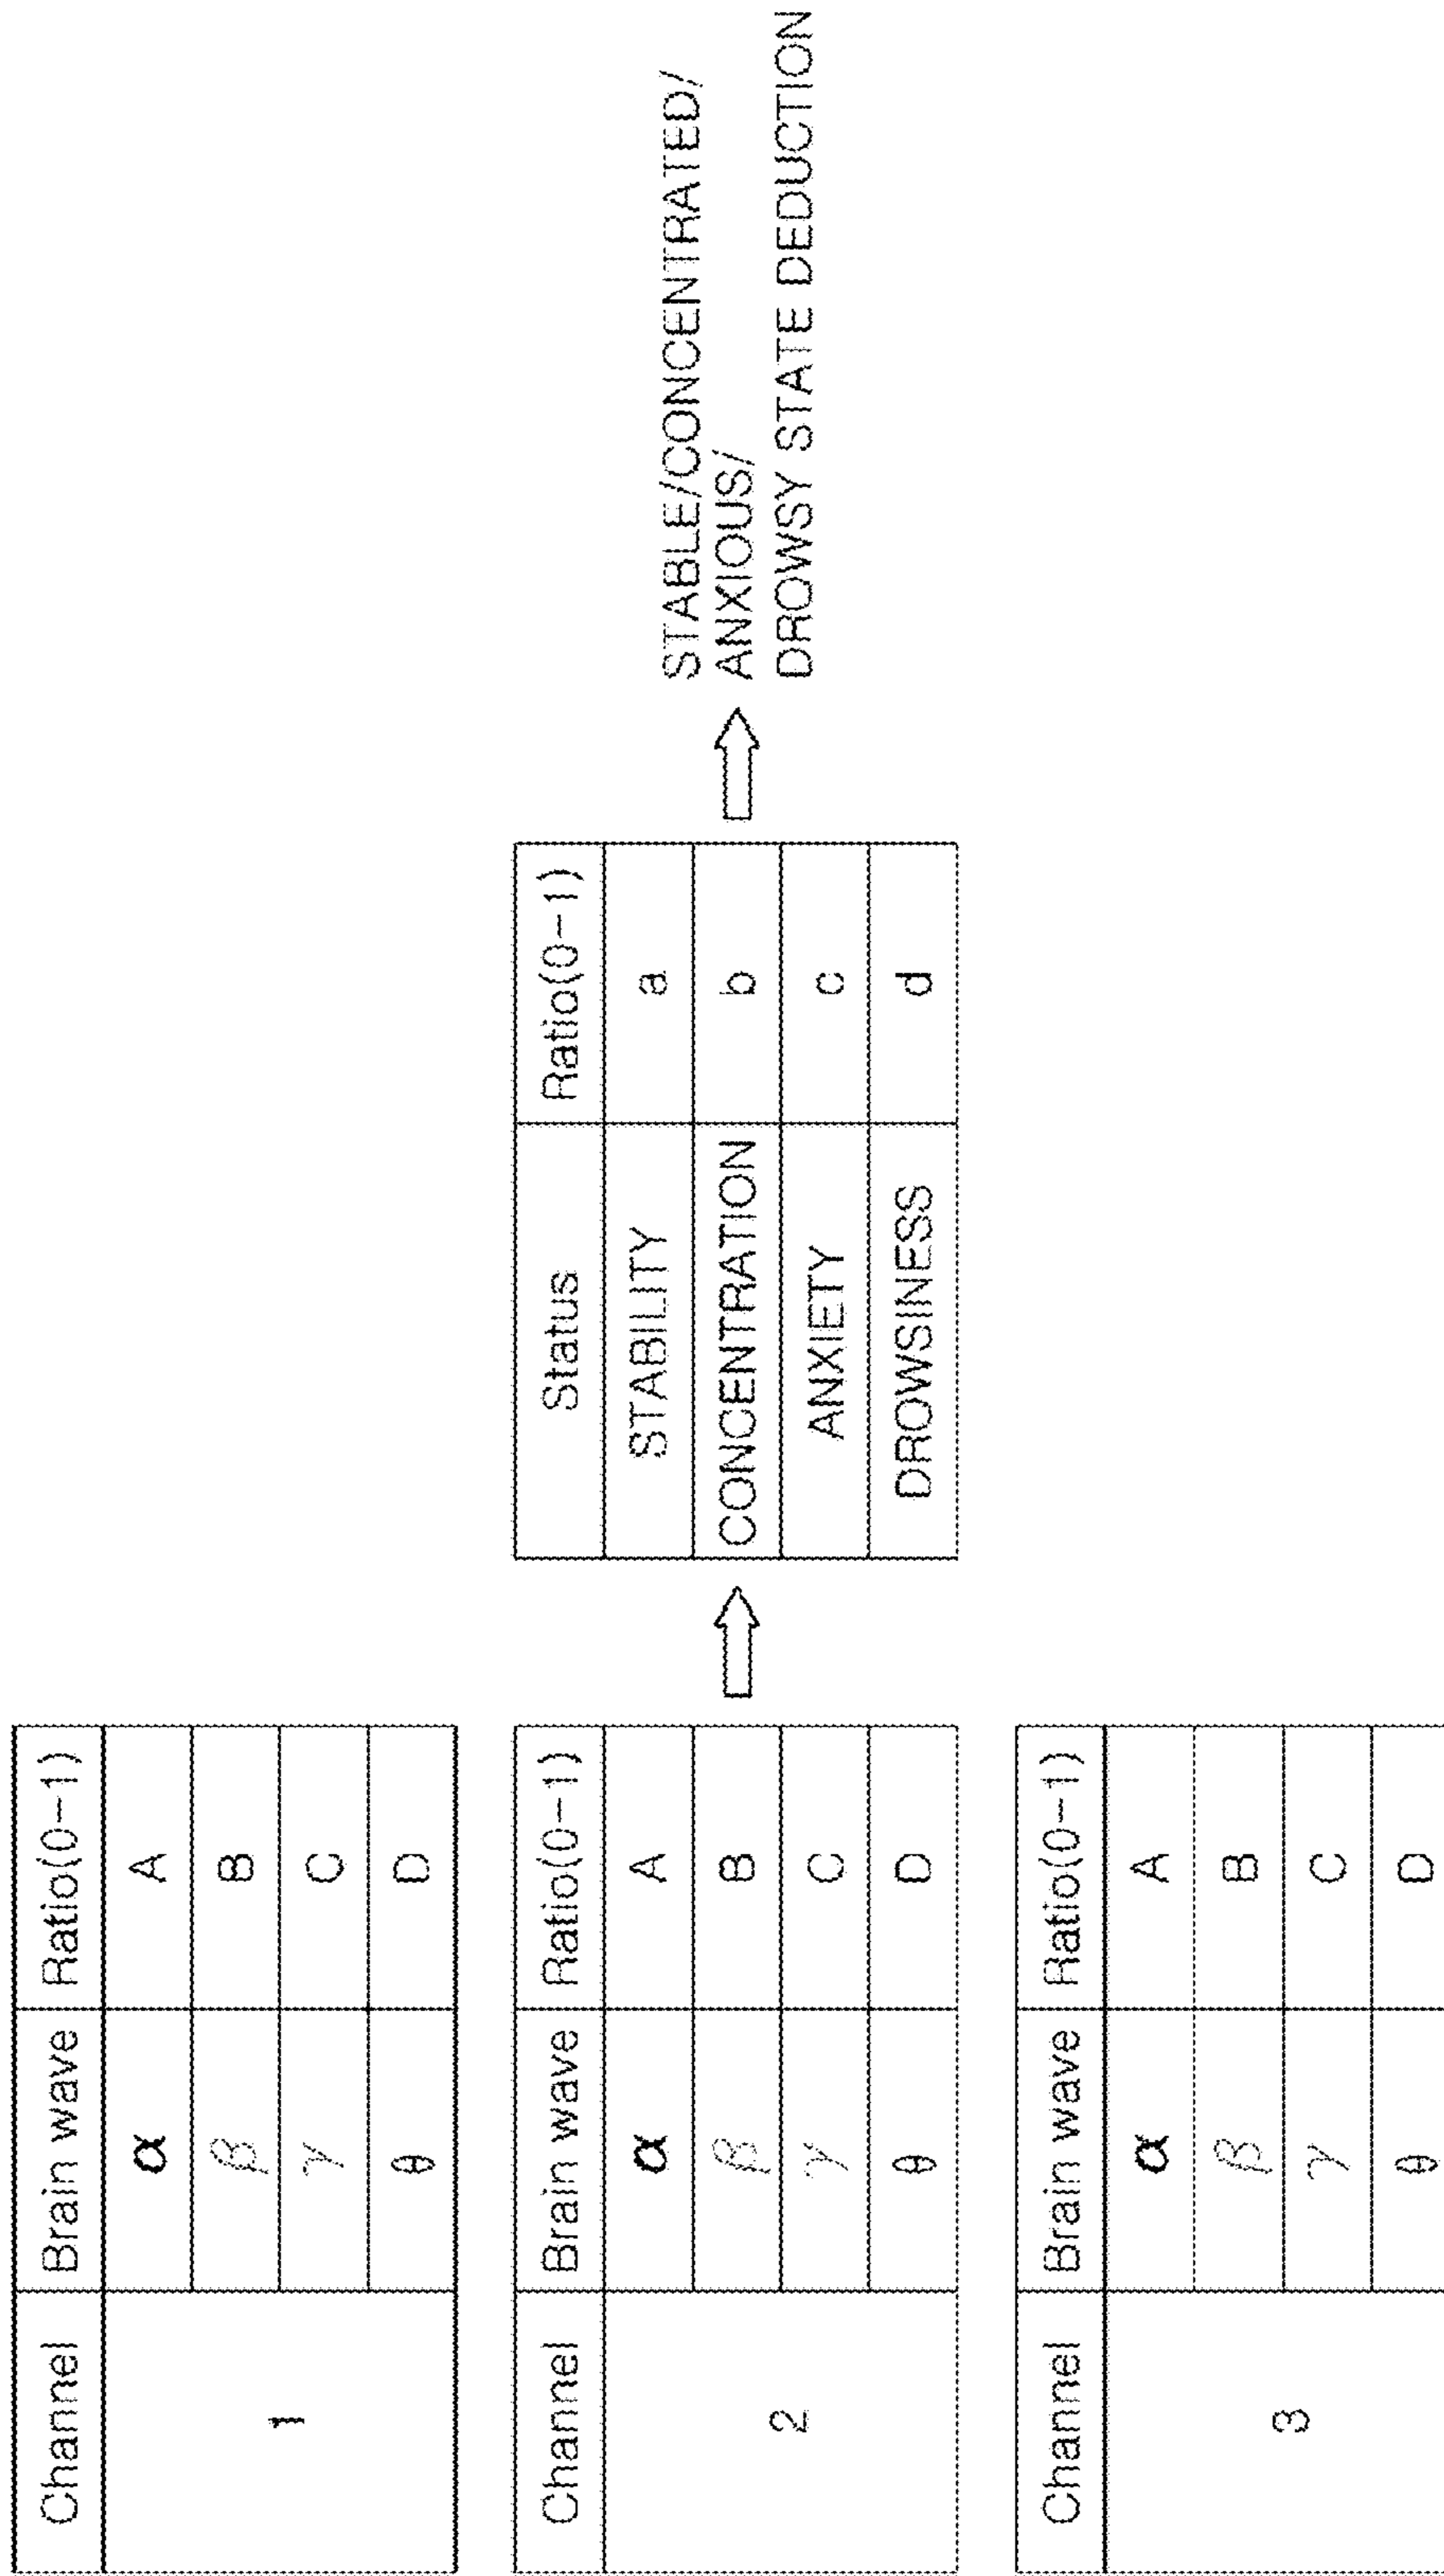 Channel Brain wave Ratio(0-1)
1
α A
β B
γ C
θ D
Channel Brain wave Ratio(0-1)
2
α A
β B
γ C
θ D
Channel Brain wave Ratio(0-1)
3
α A
β B
γ C
θ D
Status Ratio(0-1)
STABILITY a
CONCENTRATION b
ANXIETY c
DROWSINESS d
STABLE/CONCENTRATED/
ANXIOUS/
DROWSY STATE DEDUCTION